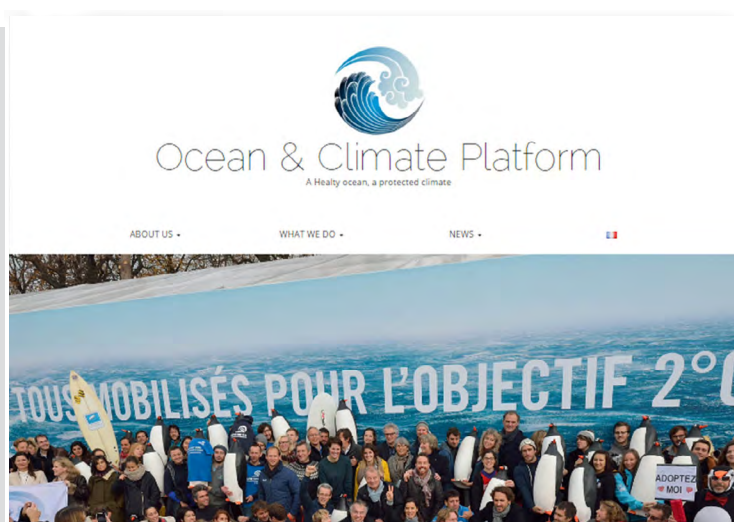 Ocean & Climate Platform
A Healty ocean, a protected climate
ABOUT US
WHAT WE DO
NEWS
TOUS MOBILISÉS POUR L'OBJECTIF 2°
ADOPTEZ
MOI